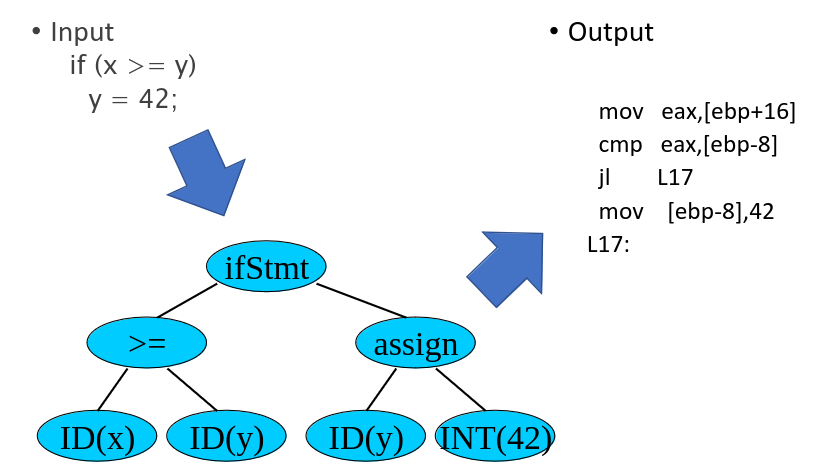 • Input
if (x >= y)
y = 42;
• Output
mov eax,[ebp+16]
cmp eax,[ebp-8]
jl L17
mov [ebp-8],42
L17:
ifStmt
>=
assign
ID(x)
ID(y)
ID(y)
INT(42)